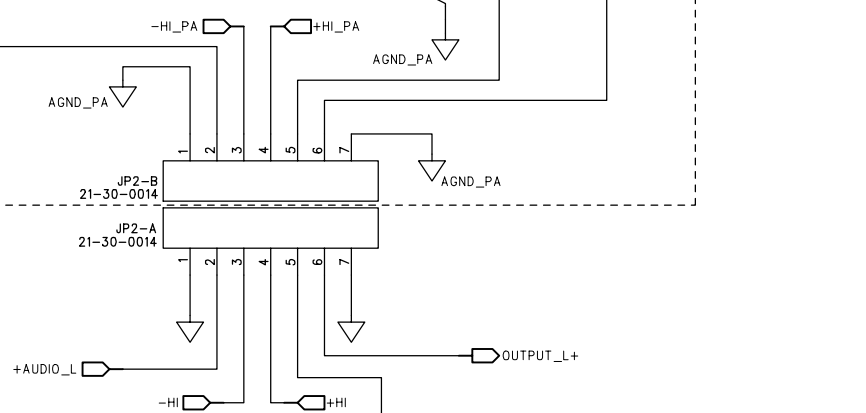 -HI_PA
+HI_PA
AGND_PA
AGND_PA
1 2 3 4 5 6 7
JP2-B
21-30-0014
AGND_PA
JP2-A
21-30-0014
1 2 3 4 5 6 7
OUTPUT_L+
+AUDIO_L
-HI
+HI